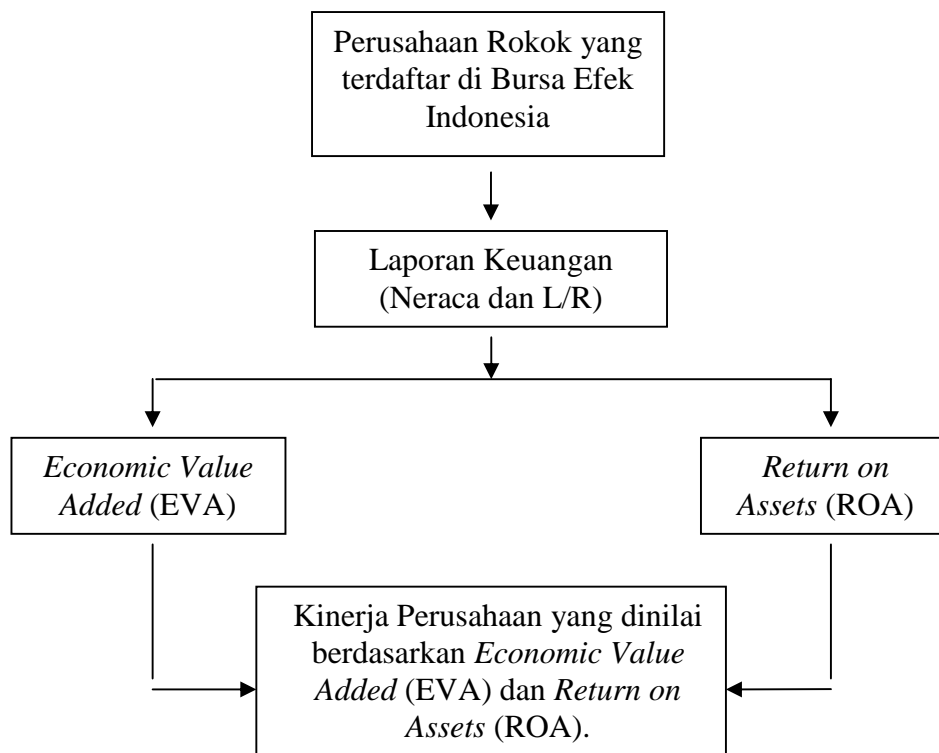 Perusahaan Rokok yang
terdaftar di Bursa Efek
Indonesia
Laporan Keuangan
(Neraca dan L/R)
Economic Value
Added (EVA)
Return on
Assets (ROA)
Kinerja Perusahaan yang dinilai
berdasarkan Economic Value
Added (EVA) dan Return on
Assets (ROA).